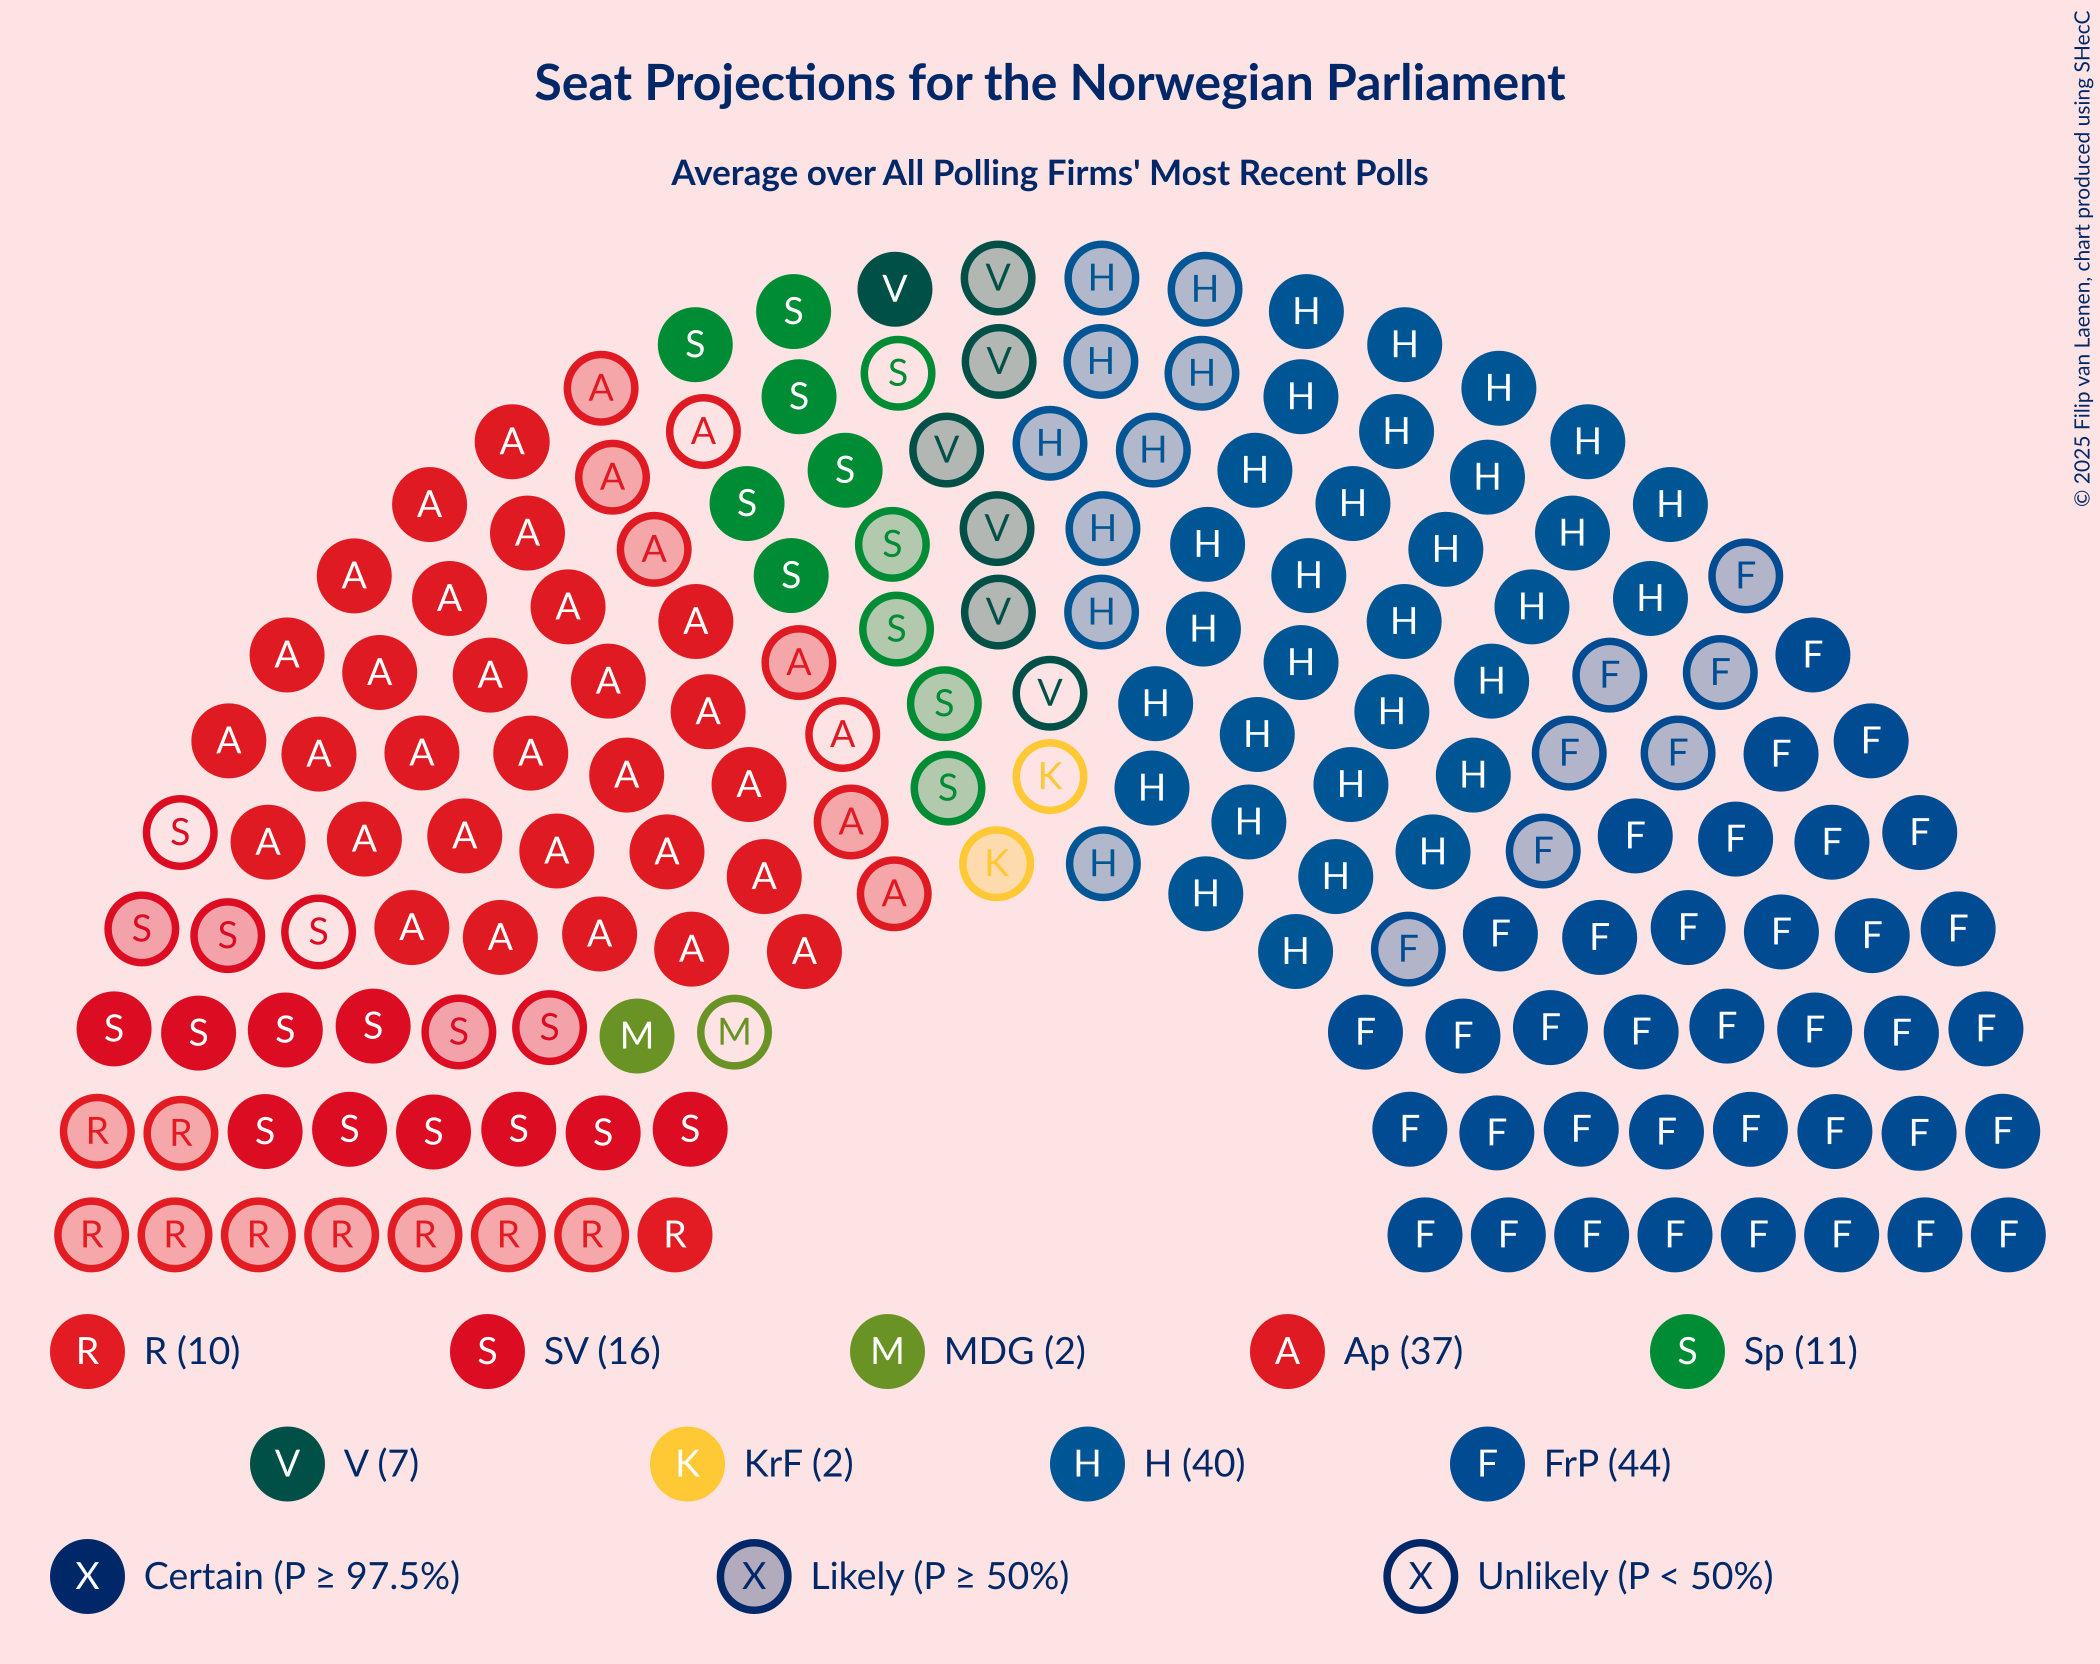 Seat Projections for the Norwegian Parliament
Average over All Polling Firms' Most Recent Polls
© 2025 Filip van Laenen, chart produced using SHecC
V V H H
S S H H
A S V H H H
A S H H
A A S V H H H H
A A S S V H H H H H
A A A S S V H H H H H F
A A A A S V H H H H H H
A A A A A S V H H H H F F F
A A A A A A A S K H H H H F F F F
S A A A A A A A K H H H H F F F F F
S S S A A A A A A H H F F F F F F F
S S S S S S M M F F F F F F F F
R R S S S S S S F F F F F F F F
R R R R R R R R F F F F F F F F
R R (10) S SV (16) M MDG (2) A Ap (37) S Sp (11)
V V (7) K KrF (2) H H (40) F FrP (44)
X Certain (P ≥ 97.5%) X Likely (P ≥ 50%) X Unlikely (P < 50%)